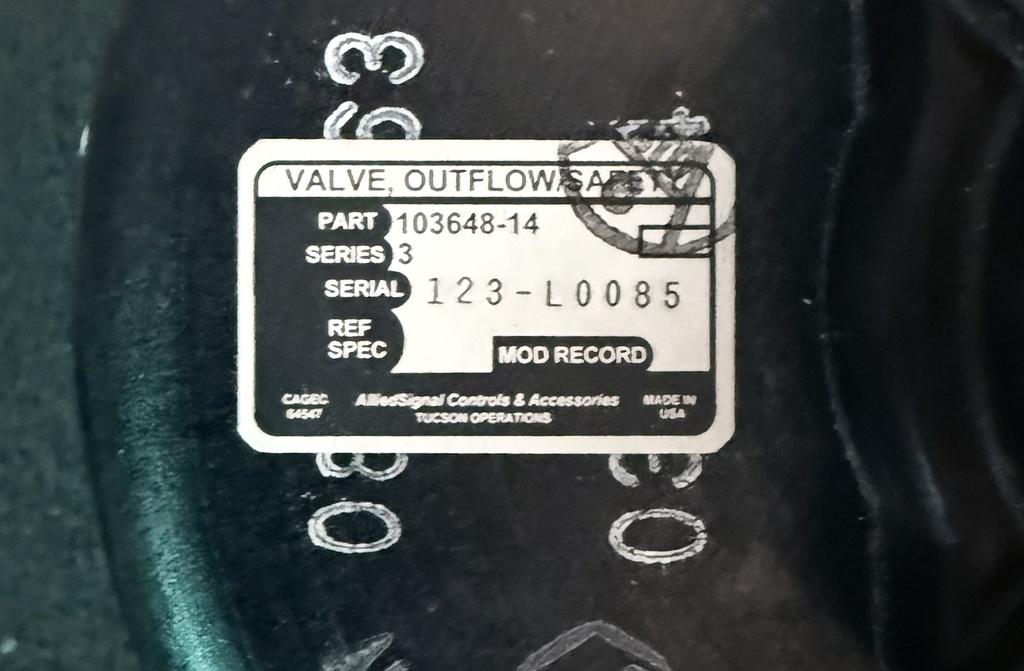 VALVE, OUTFLOW/SAFETY
PART 103648-14
SERIES 3
SERIAL 123-L0085
REF
SPEC
MOD RECORD
CAGEC AlliedSignal Controls & Accessories MADE IN
64547 TUCSON OPERATIONS USA